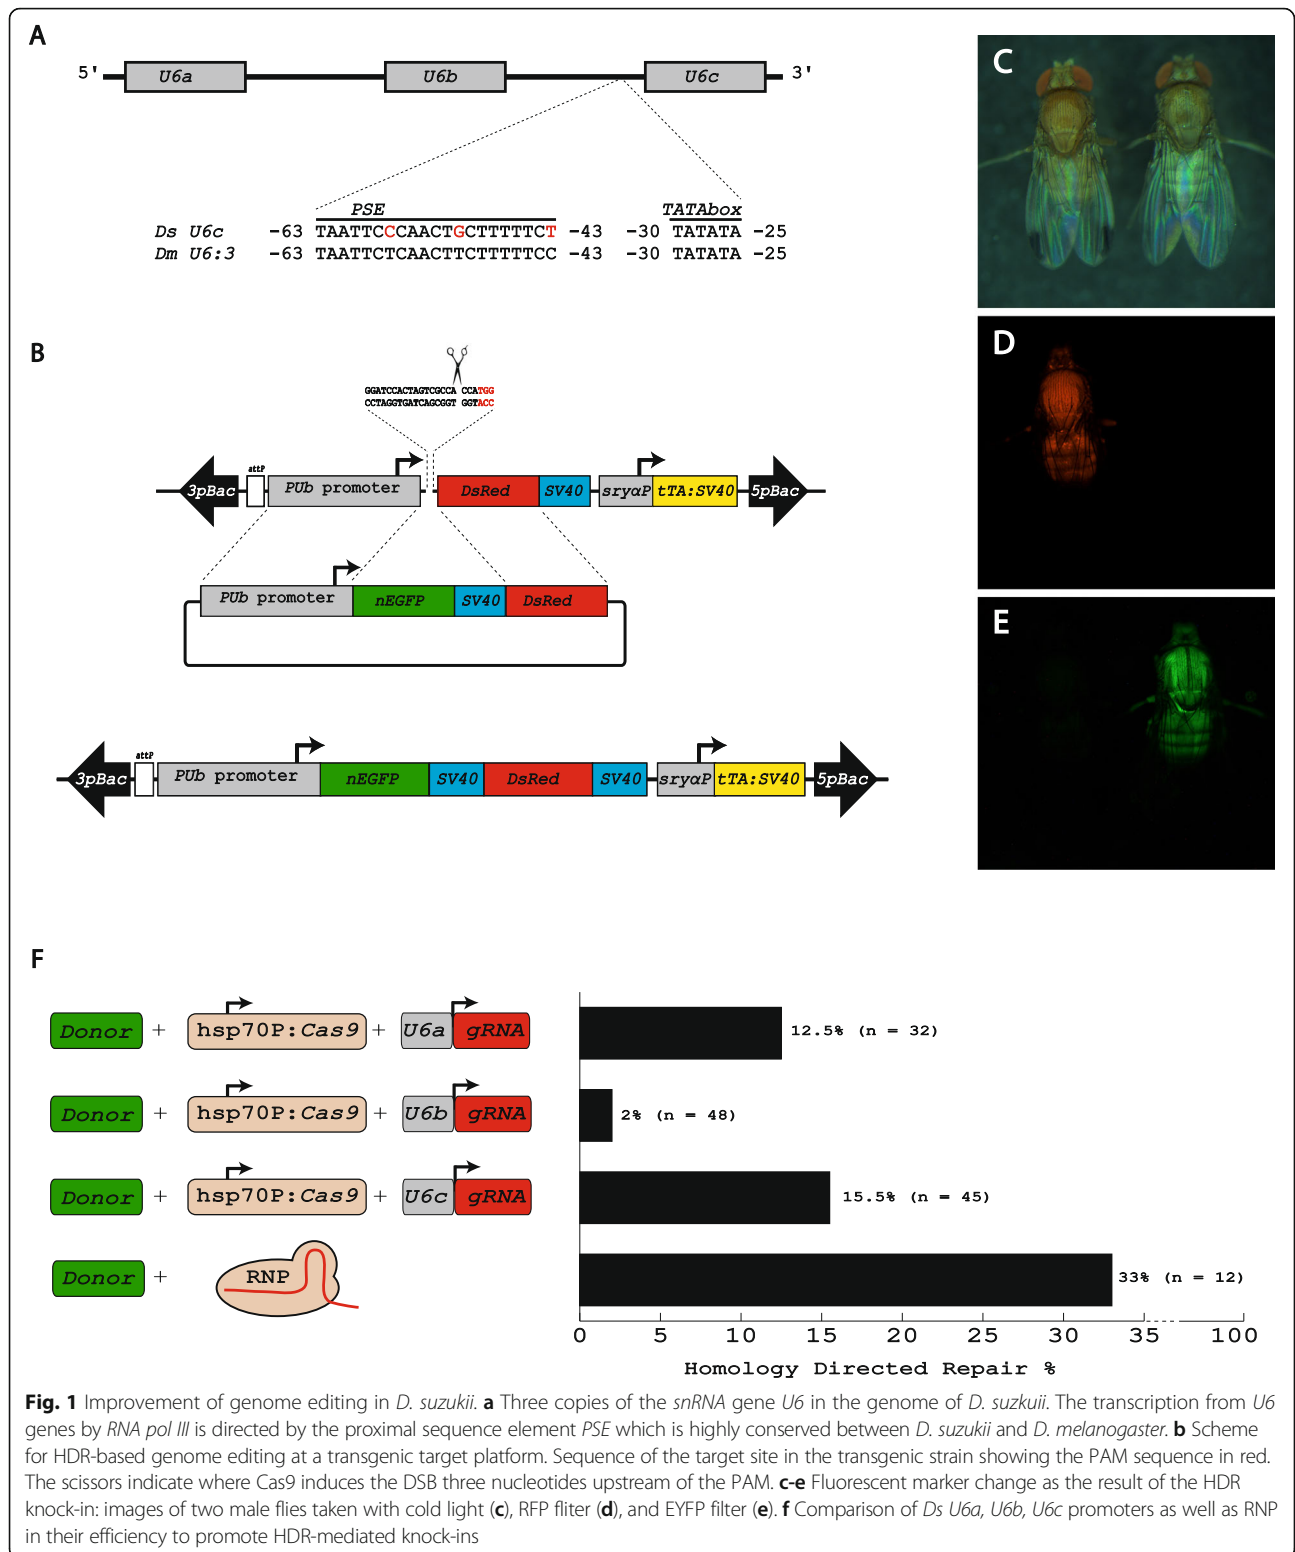 A
5' U6a U6b U6c 3'
PSE TATAbox
Ds U6c -63 TAATTCCCAACTGCTTTTTCT -43 -30 TATATA -25
Dm U6:3 -63 TAATTCTCAACTTCTTTTTCC -43 -30 TATATA -25
B
GGATCCACTAGTCGCCA CCATGG
CCTAGGTGATCAGCGGT GGTACC
3pBac attP PUb promoter DsRed SV40 sryαP tTA:SV40 5pBac
PUb promoter nEGFP SV40 DsRed
3pBac attP PUb promoter nEGFP SV40 DsRed SV40 sryαP tTA:SV40 5pBac
C
D
E
F
Donor + hsp70P:Cas9 + U6a gRNA 12.5% (n = 32)
Donor + hsp70P:Cas9 + U6b gRNA 2% (n = 48)
Donor + hsp70P:Cas9 + U6c gRNA 15.5% (n = 45)
Donor + RNP 33% (n = 12)
0 5 10 15 20 25 30 35 100
Homology Directed Repair %
Fig. 1 Improvement of genome editing in D. suzukii. a Three copies of the snRNA gene U6 in the genome of D. suzkuii. The transcription from U6
genes by RNA pol III is directed by the proximal sequence element PSE which is highly conserved between D. suzukii and D. melanogaster. b Scheme
for HDR-based genome editing at a transgenic target platform. Sequence of the target site in the transgenic strain showing the PAM sequence in red.
The scissors indicate where Cas9 induces the DSB three nucleotides upstream of the PAM. c-e Fluorescent marker change as the result of the HDR
knock-in: images of two male flies taken with cold light (c), RFP fliter (d), and EYFP filter (e). f Comparison of Ds U6a, U6b, U6c promoters as well as RNP
in their efficiency to promote HDR-mediated knock-ins